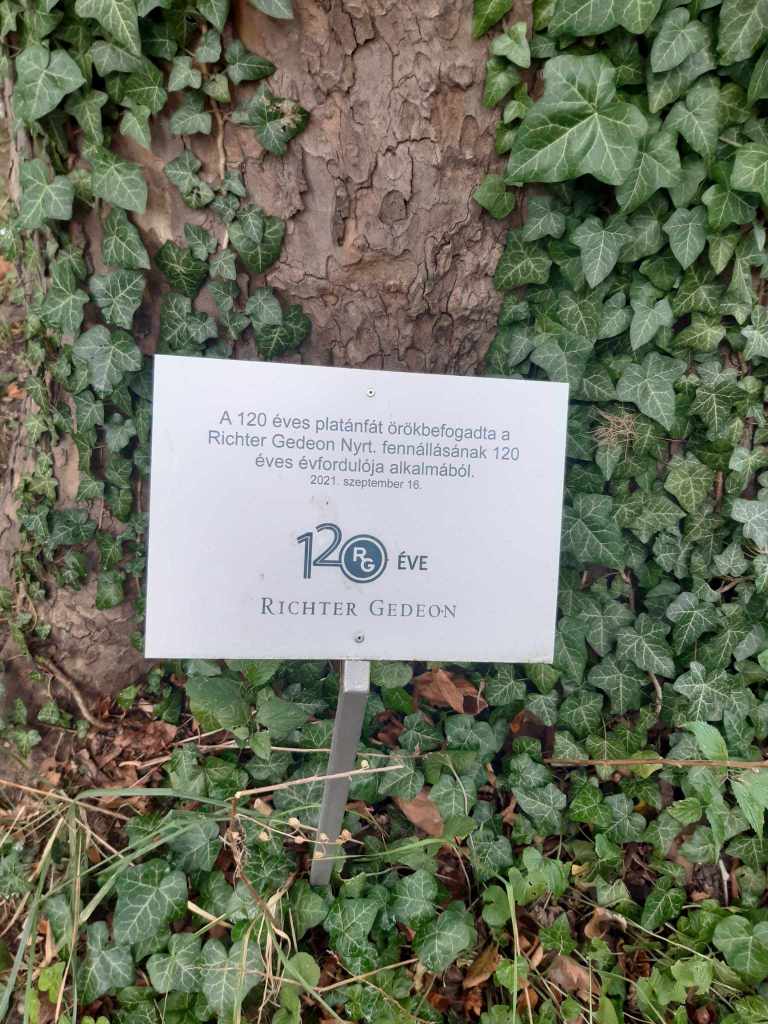 A 120 éves platánfát örökbefogadta a
Richter Gedeon Nyrt. fennállásának 120
éves évfordulója alkalmából.
2021. szeptember 16.
120 RG ÉVE
RICHTER GEDEON